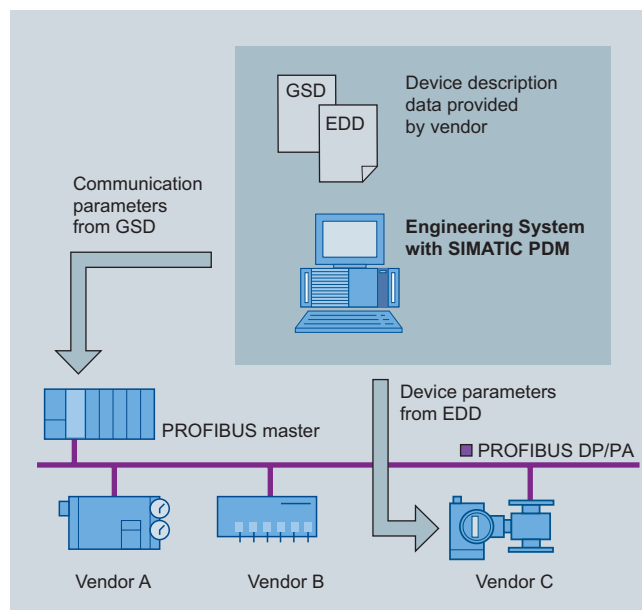 GSD
EDD
Device description
data provided
by vendor
Communication
parameters
from GSD
Engineering System
with SIMATIC PDM
Device parameters
from EDD
PROFIBUS master
PROFIBUS DP/PA
Vendor A
Vendor B
Vendor C